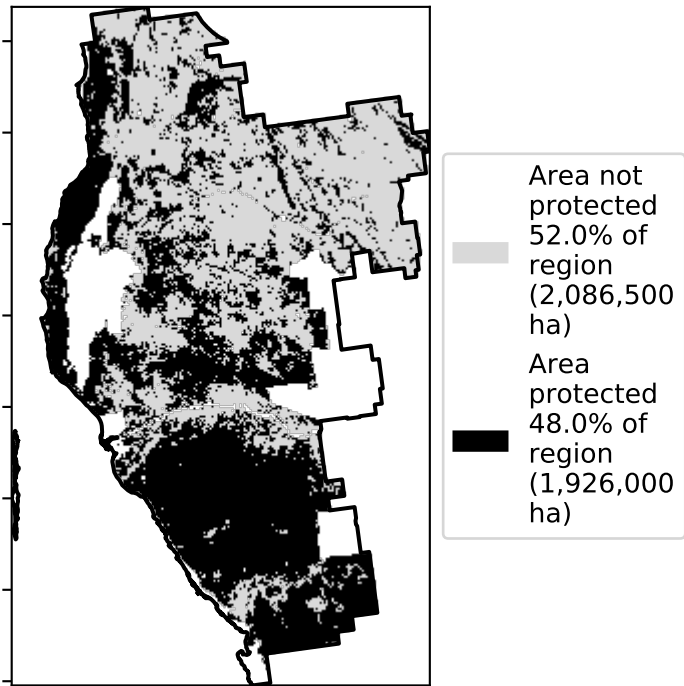 Area not
protected
52.0% of
region
(2,086,500
ha)
Area
protected
48.0% of
region
(1,926,000
ha)